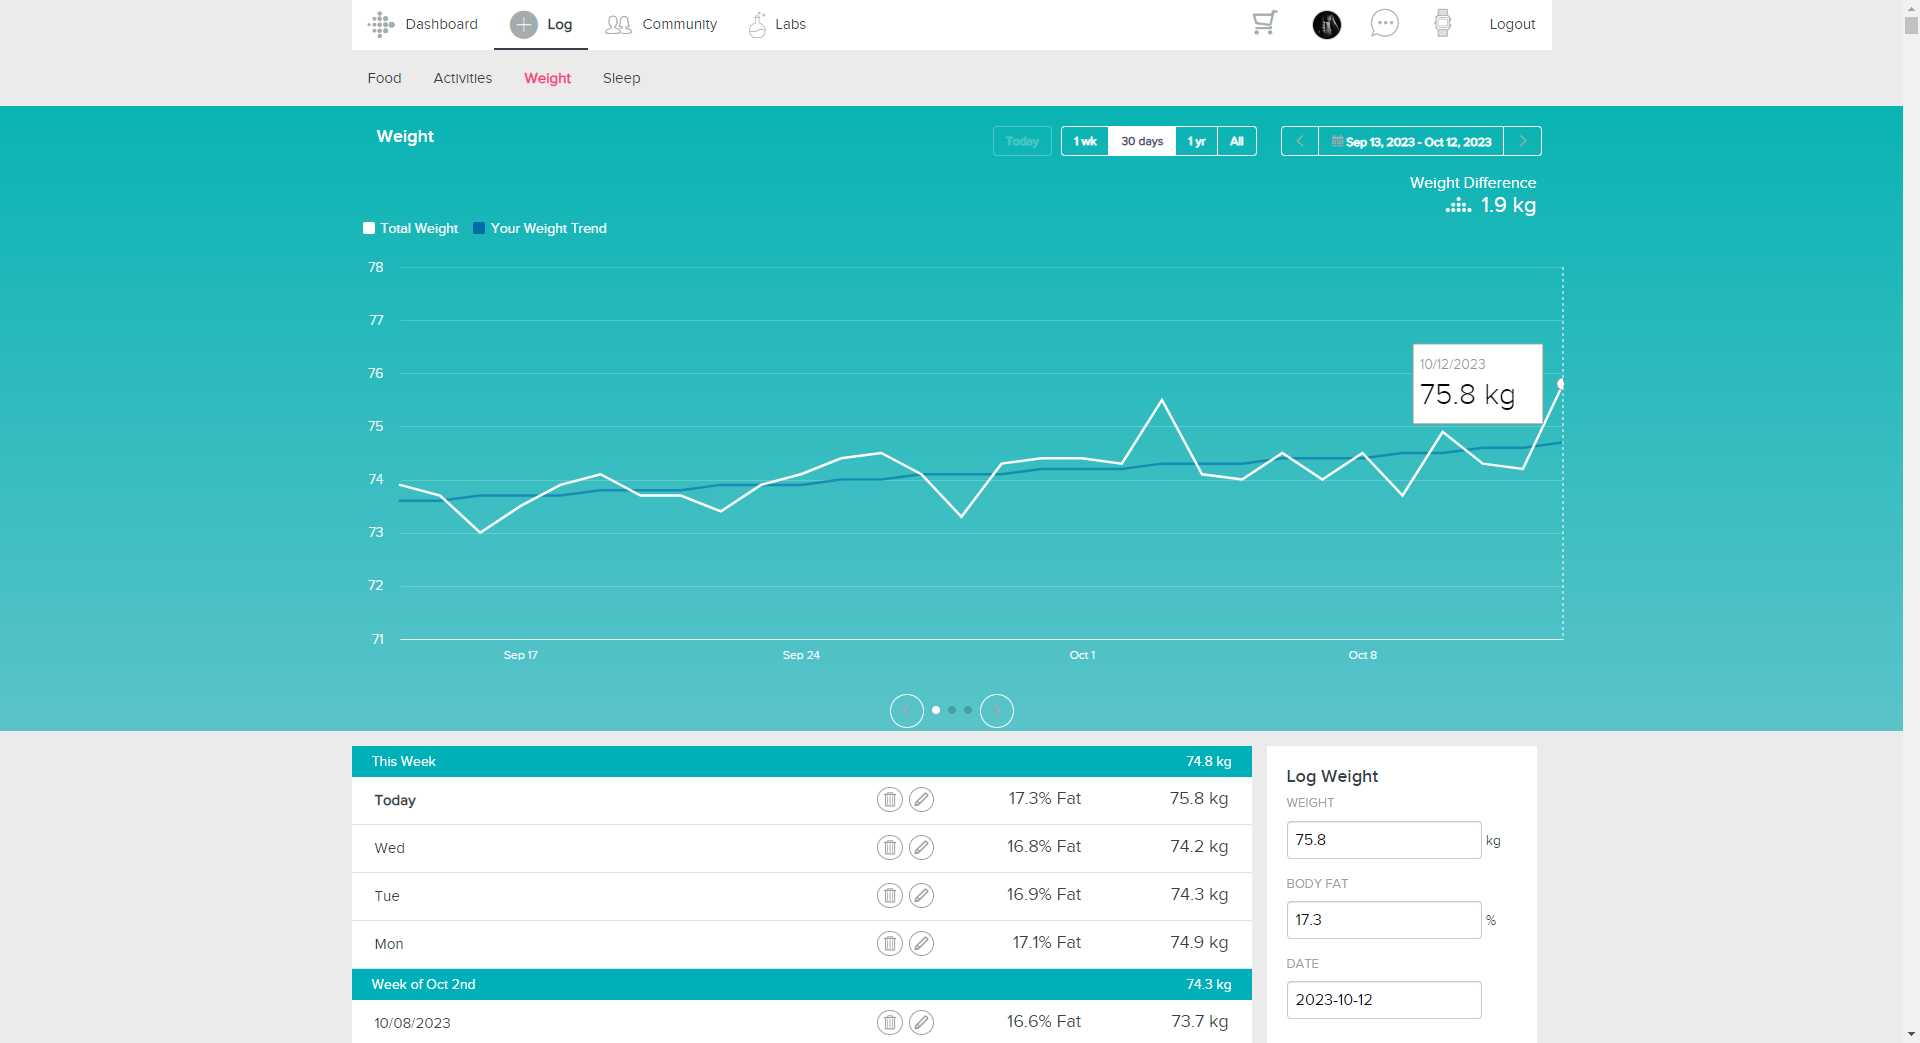 Dashboard Log Community Labs Logout
Food Activities Weight Sleep
Weight
Today 1 wk 30 days 1 yr All Sep 13, 2023 - Oct 12, 2023
Weight Difference
1.9 kg
Total Weight Your Weight Trend
78
77
76
10/12/2023
75.8 kg
75
74
73
72
71
Sep 17 Sep 24 Oct 1 Oct 8
This Week 74.8 kg
Today 17.3% Fat 75.8 kg
Wed 16.8% Fat 74.2 kg
Tue 16.9% Fat 74.3 kg
Mon 17.1% Fat 74.9 kg
Week of Oct 2nd 74.3 kg
10/08/2023 16.6% Fat 73.7 kg
Log Weight
WEIGHT
75.8 kg
BODY FAT
17.3 %
DATE
2023-10-12